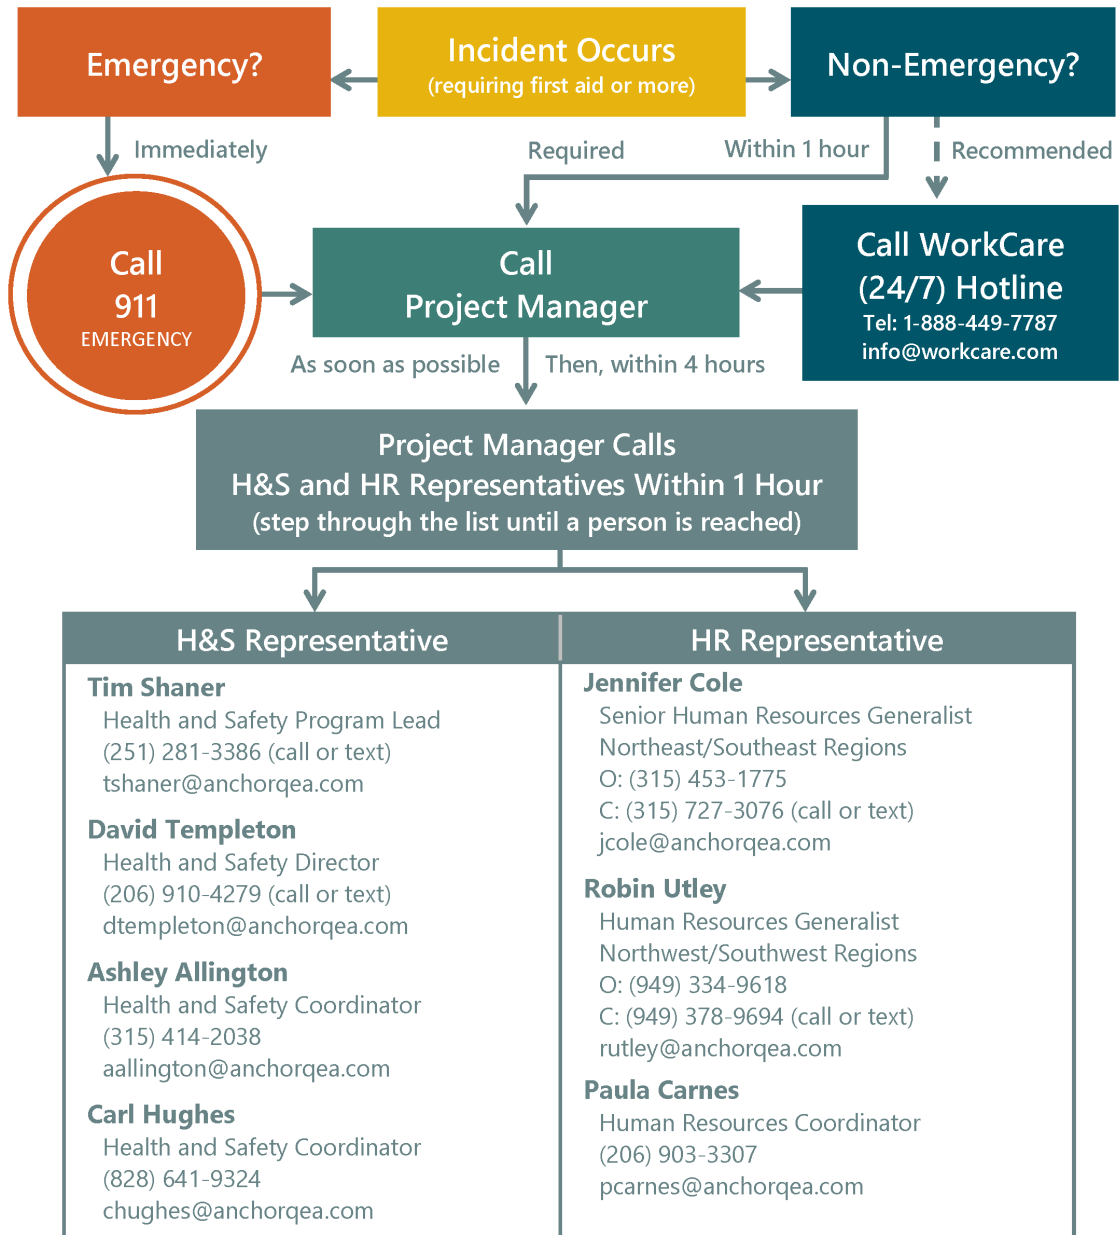 Emergency?
Incident Occurs
(requiring first aid or more)
Non-Emergency?
Immediately
Required
Within 1 hour
Recommended
Call
911
EMERGENCY
Call
Project Manager
Call WorkCare
(24/7) Hotline
Tel: 1-888-449-7787
info@workcare.com
As soon as possible
Then, within 4 hours
Project Manager Calls
H&S and HR Representatives Within 1 Hour
(step through the list until a person is reached)
H&S Representative
Tim Shaner
Health and Safety Program Lead
(251) 281-3386 (call or text)
tshaner@anchorqea.com
David Templeton
Health and Safety Director
(206) 910-4279 (call or text)
dtempleton@anchorqea.com
Ashley Allington
Health and Safety Coordinator
(315) 414-2038
aallington@anchorqea.com
Carl Hughes
Health and Safety Coordinator
(828) 641-9324
chughes@anchorqea.com
HR Representative
Jennifer Cole
Senior Human Resources Generalist
Northeast/Southeast Regions
O: (315) 453-1775
C: (315) 727-3076 (call or text)
jcole@anchorqea.com
Robin Utley
Human Resources Generalist
Northwest/Southwest Regions
O: (949) 334-9618
C: (949) 378-9694 (call or text)
rutley@anchorqea.com
Paula Carnes
Human Resources Coordinator
(206) 903-3307
pcarnes@anchorqea.com